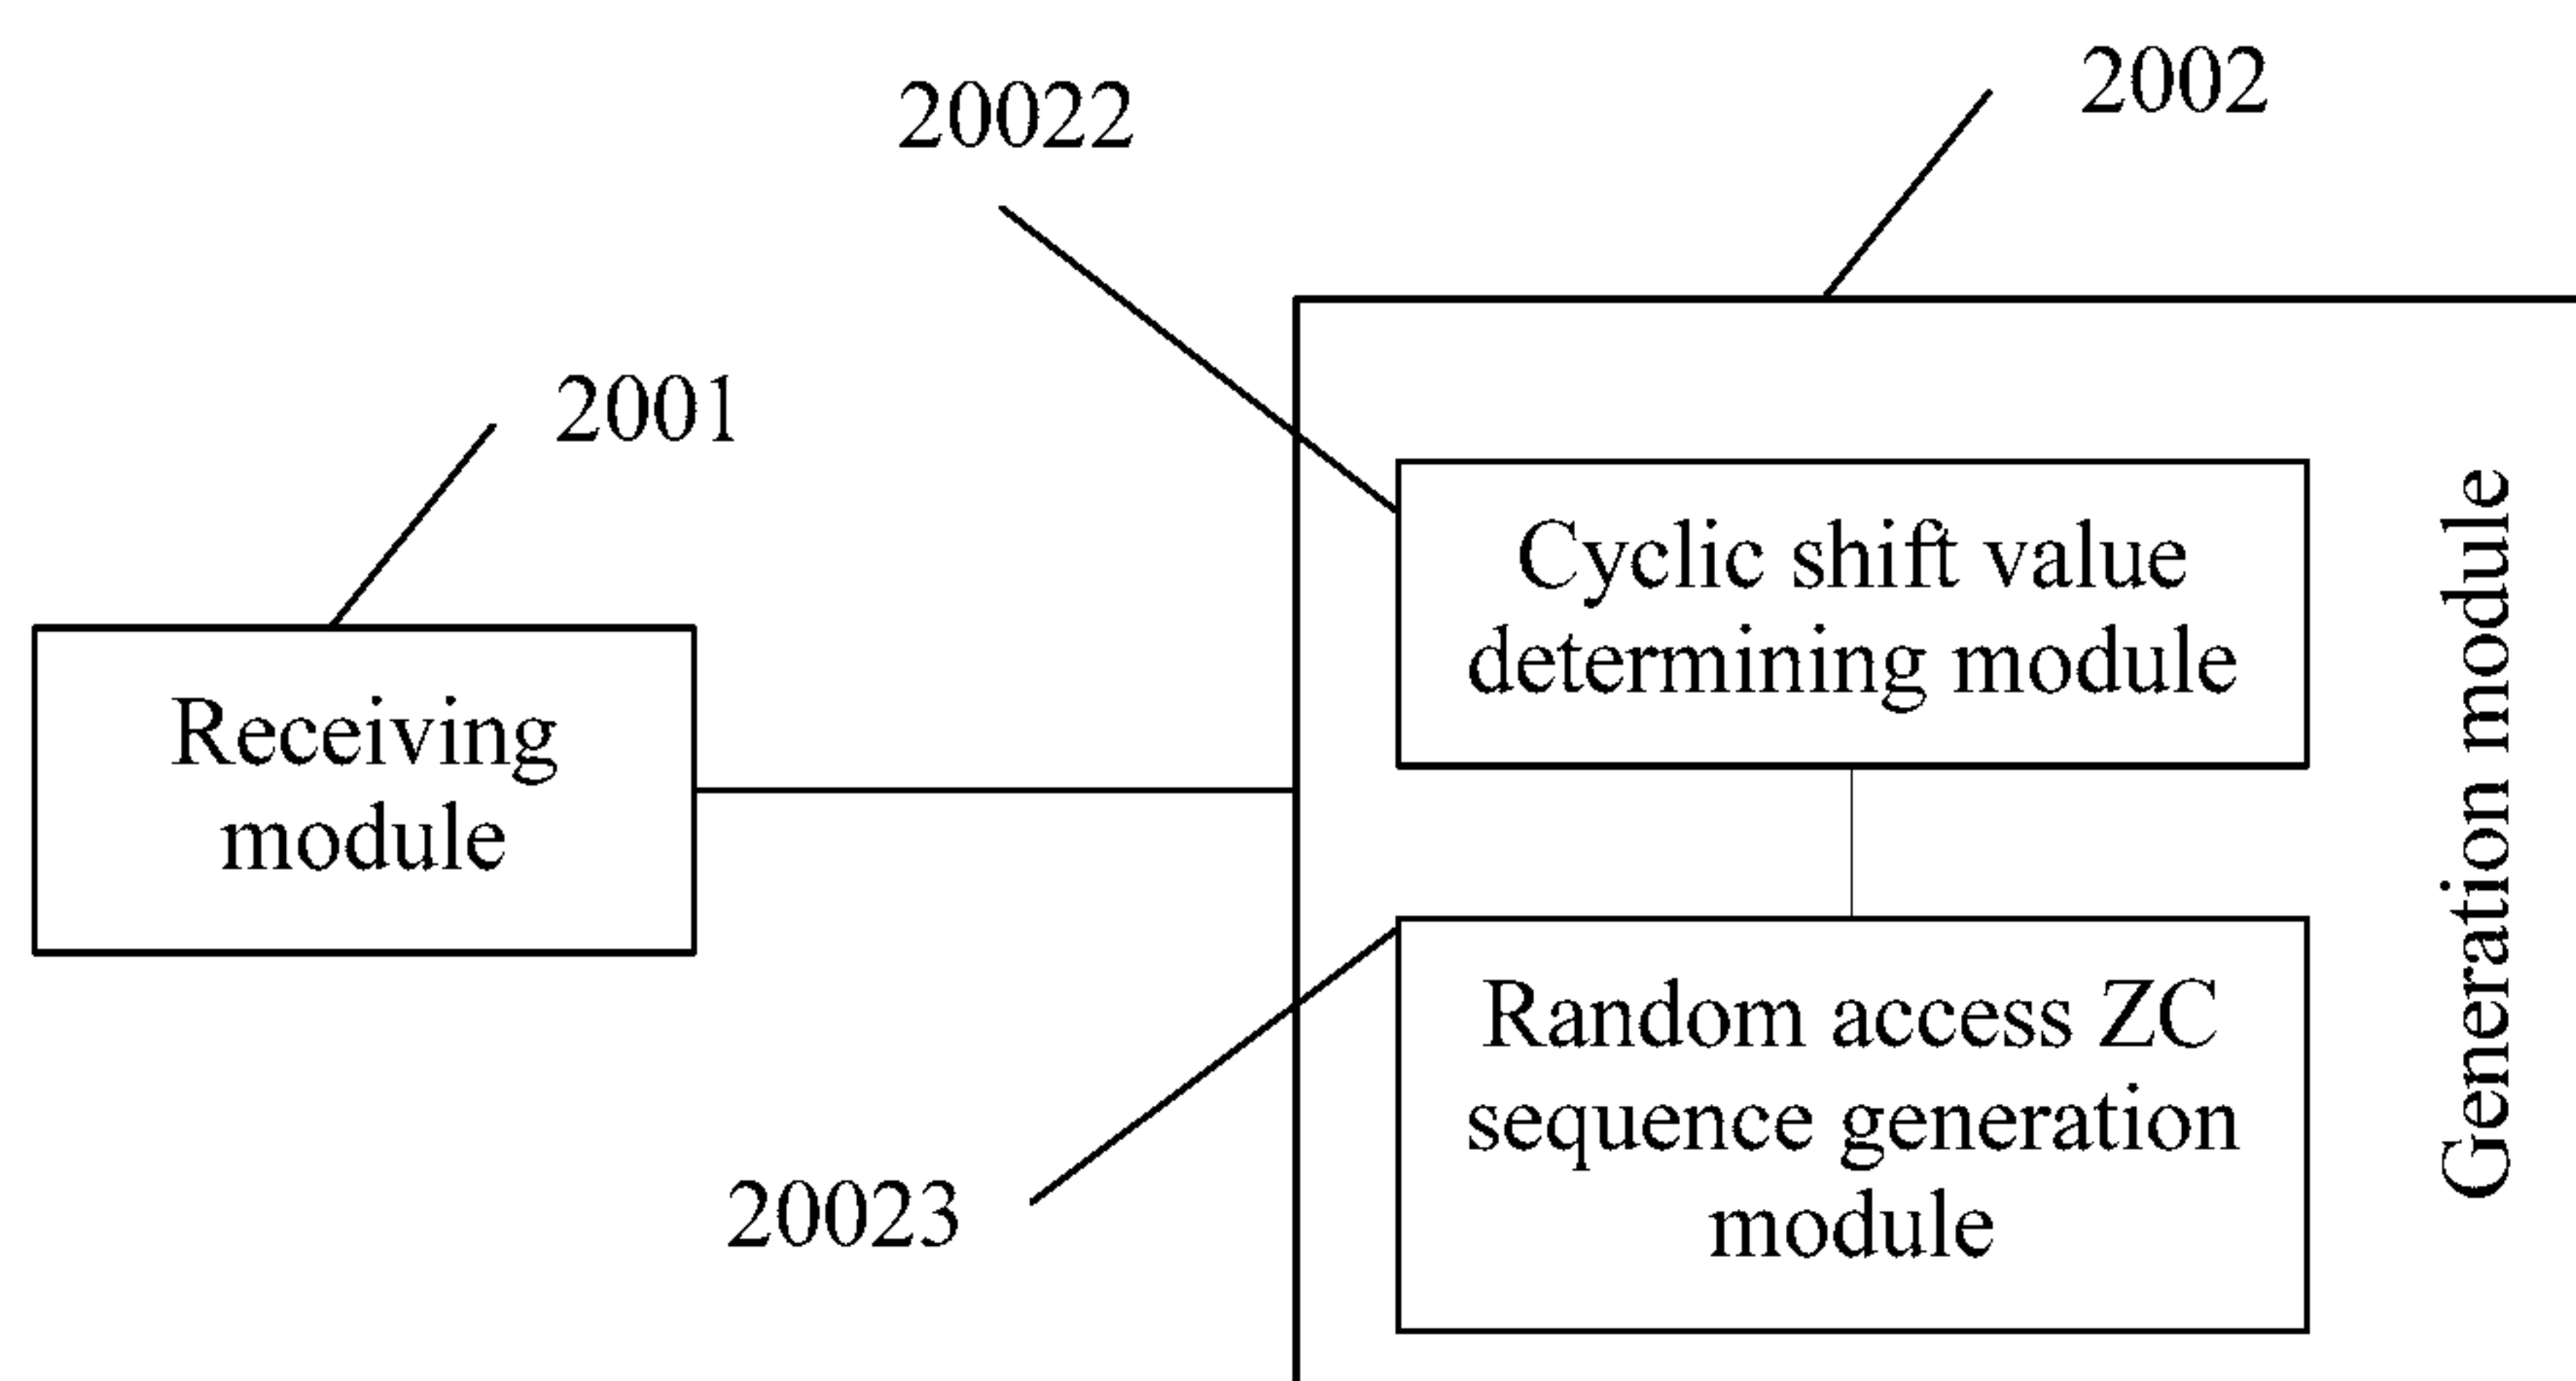 2002
20022
2001
Cyclic shift value
determining module
Receiving
module
Generation module
Random access ZC
sequence generation
module
20023